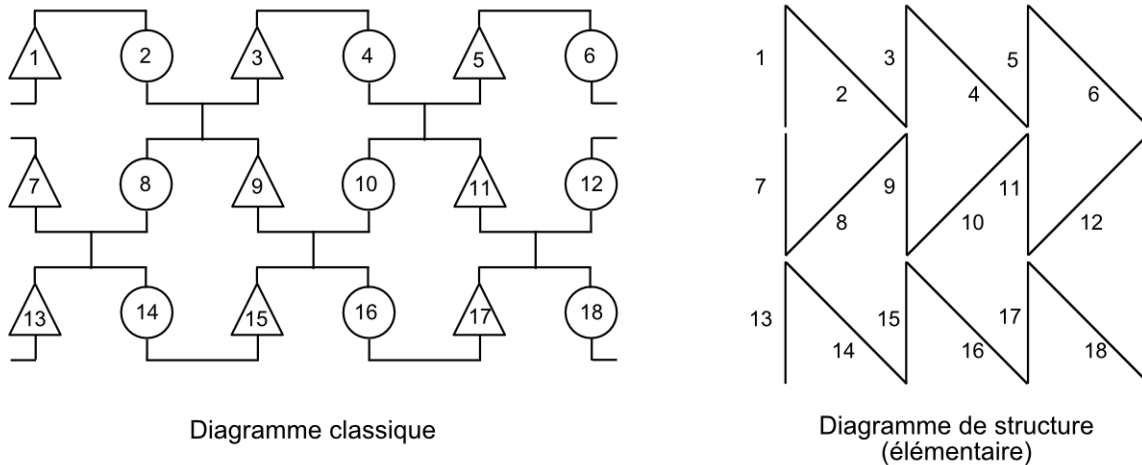 1 2 3 4 5 6
7 8 9 10 11 12
13 14 15 16 17 18
Diagramme classique
1 3 5
2 4 6
7 9 11
8 10 12
13 15 17
14 16 18
Diagramme de structure
(élémentaire)